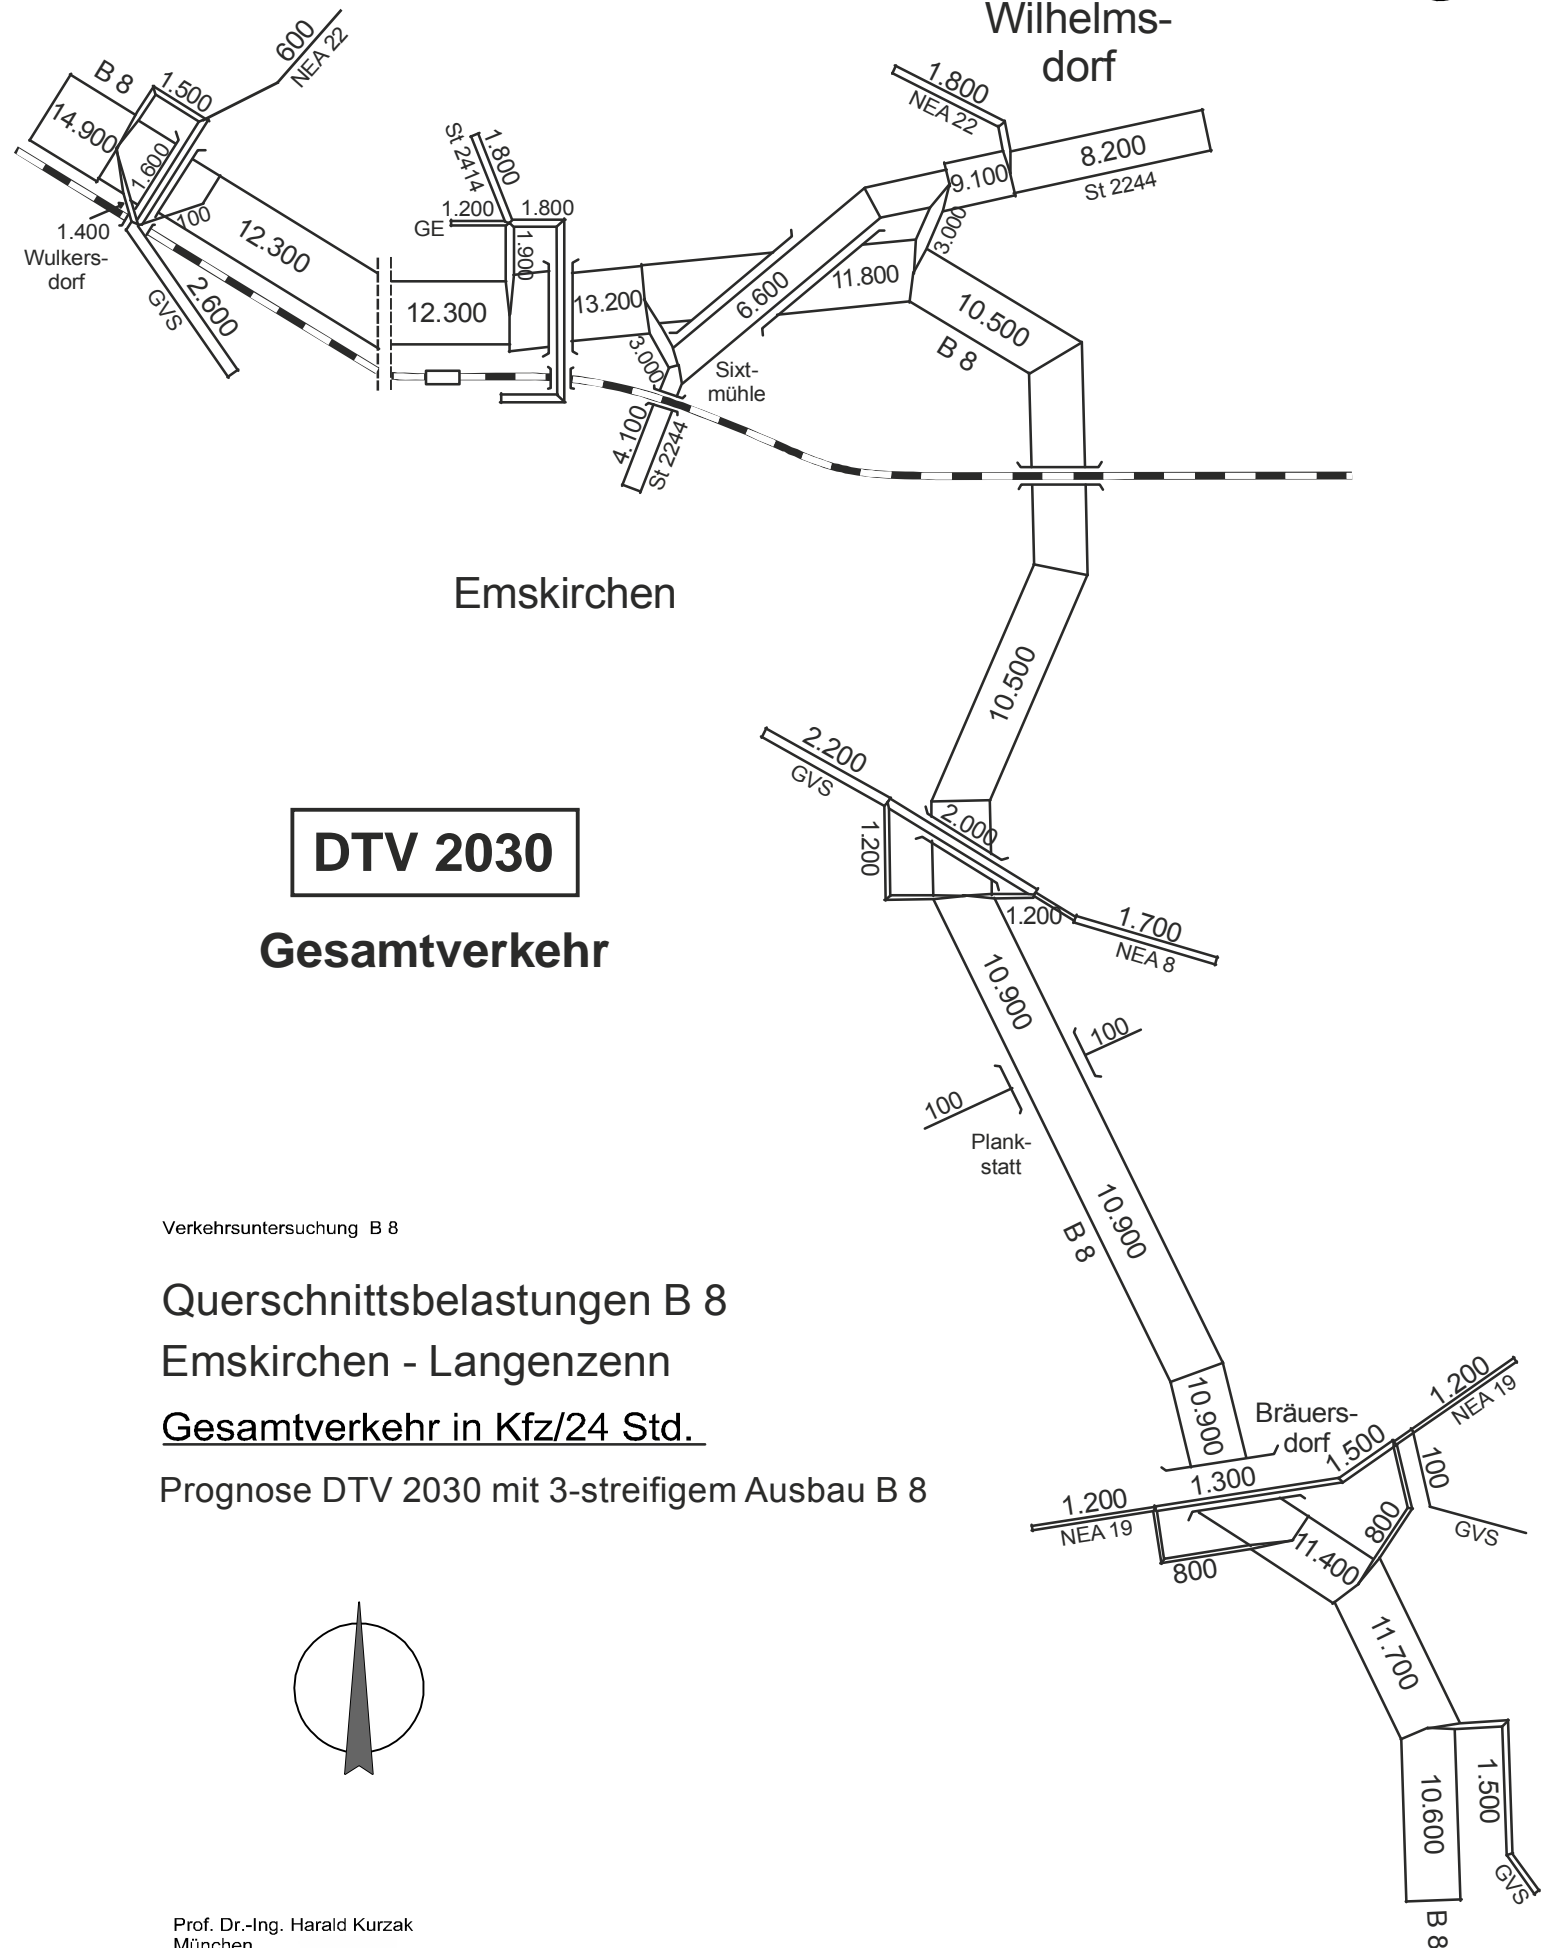 Wilhelms-
dorf
600
NEA 22
B 8
1.500
14.900
1.600
100
1.400
Wulkers-
dorf
12.300
GVS
2.600
St 2414
1.800
1.200
GE
1.800
1.900
12.300
13.200
3.000
4.100
St 2244
Sixt-
mühle
6.600
11.800
1.800
NEA 22
9.100
8.200
St 2244
3.000
10.500
B 8
Emskirchen
10.500
2.200
GVS
2.000
1.200
1.200
1.700
NEA 8
DTV 2030
Gesamtverkehr
10.900
100
100
Plank-
statt
10.900
B 8
Verkehrsuntersuchung B 8
Querschnittsbelastungen B 8
Emskirchen - Langenzenn
Gesamtverkehr in Kfz/24 Std.
Prognose DTV 2030 mit 3-streifigem Ausbau B 8
10.900
Bräuers-
dorf
1.200
NEA 19
1.500
100
GVS
1.300
1.200
NEA 19
800
800
11.400
11.700
10.600
1.500
GVS
B 8
Prof. Dr.-Ing. Harald Kurzak
München